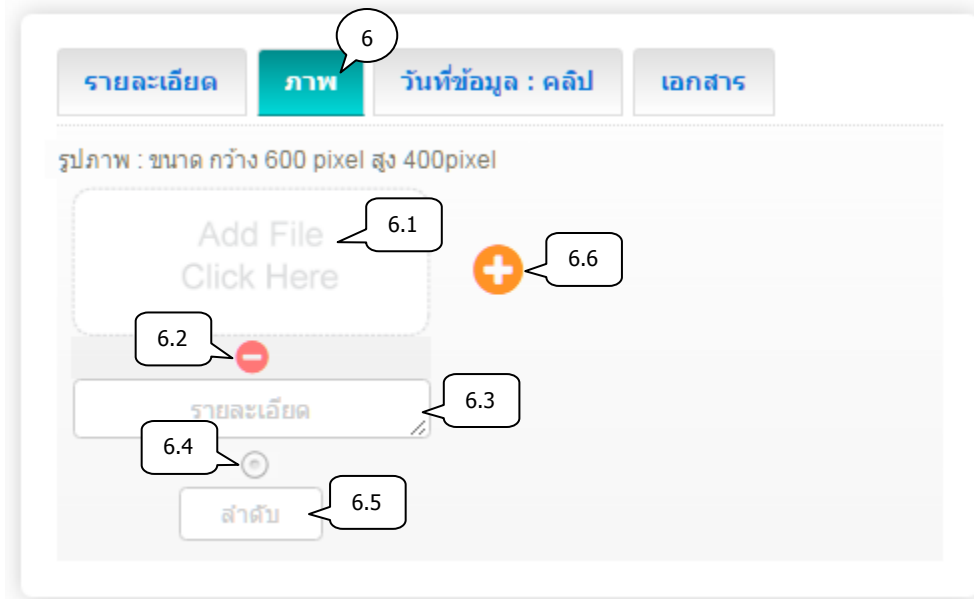 6
รายละเอียด ภาพ วันที่ข้อมูล : คลิป เอกสาร
รูปภาพ : ขนาด กว้าง 600 pixel สูง 400pixel
Add File
Click Here
6.1
6.6
6.2
รายละเอียด
6.3
6.4
ลำดับ
6.5